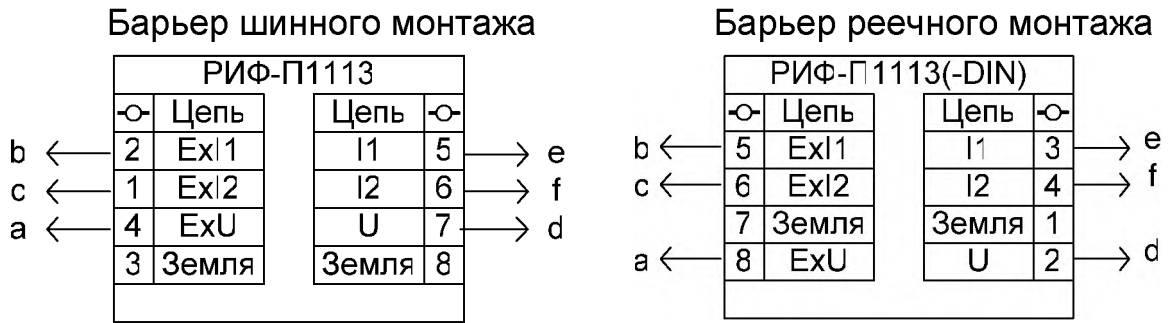 Барьер шинного монтажа
РИФ-П1113
Цепь Цепь
b 2 ExI1 I1 5 e
c 1 ExI2 I2 6 f
a 4 ExU U 7 d
3 Земля Земля 8
Барьер реечного монтажа
РИФ-П1113(-DIN)
Цепь Цепь
b 5 ExI1 I1 3 e
c 6 ExI2 I2 4 f
7 Земля Земля 1
a 8 ExU U 2 d